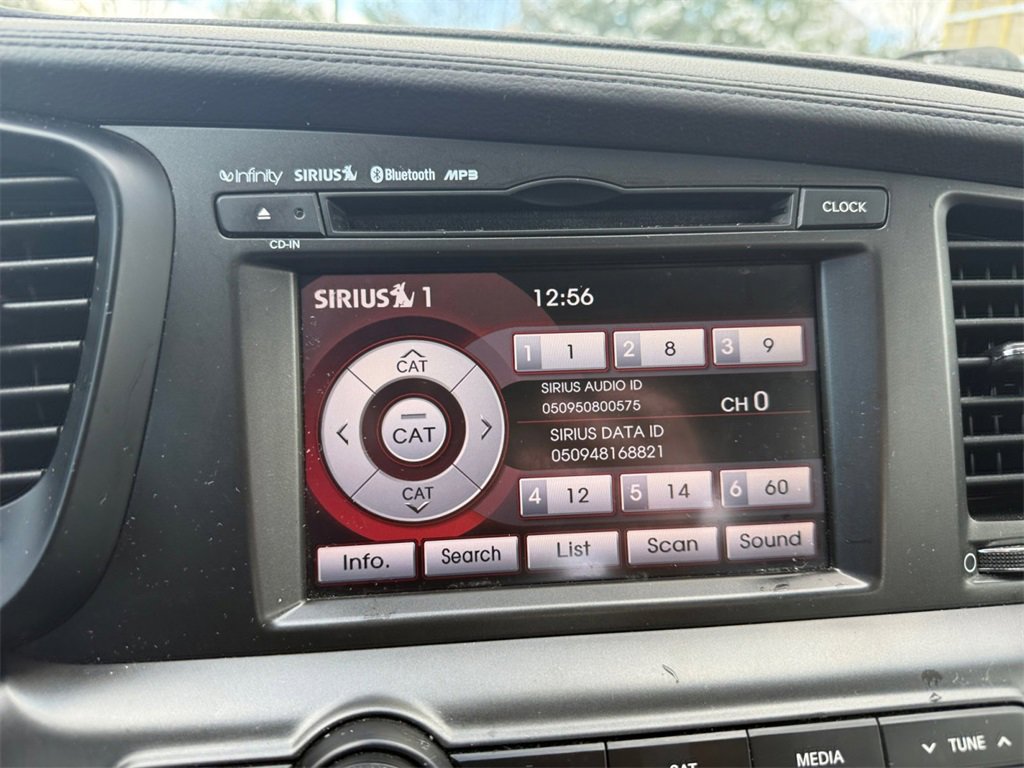 Infinity SIRIUS Bluetooth MP3
CLOCK
CD-IN
SIRIUS 1 12:56
CAT
CAT
CAT
1 1 2 8 3 9
SIRIUS AUDIO ID
050950800575
CH 0
SIRIUS DATA ID
050948168821
4 12 5 14 6 60
Info. Search List Scan Sound
0
MEDIA TUNE